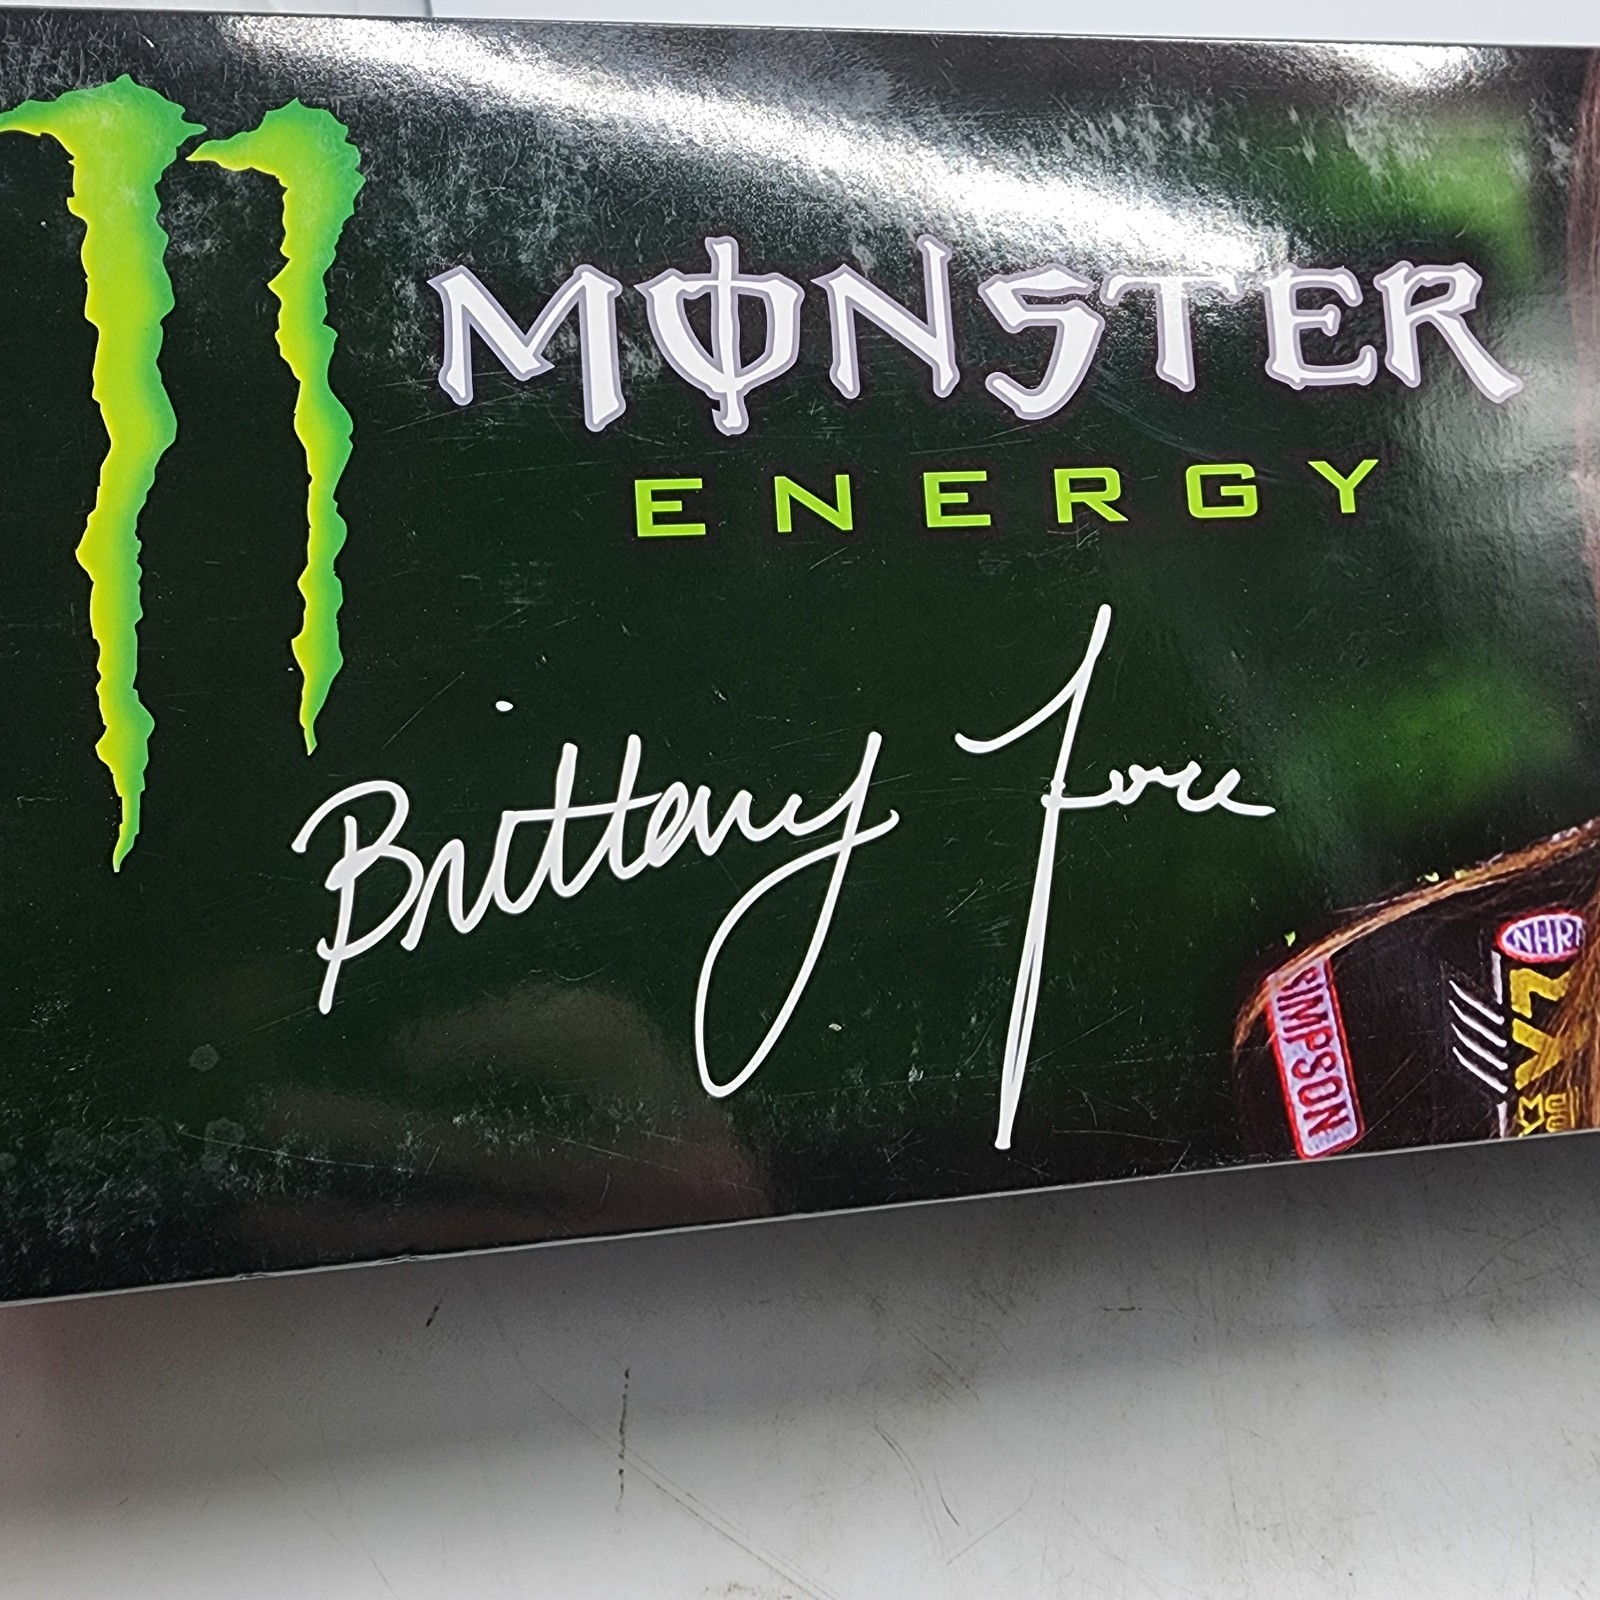 MONSTER
ENERGY
Brittany Force
NHRA
SIMPSON